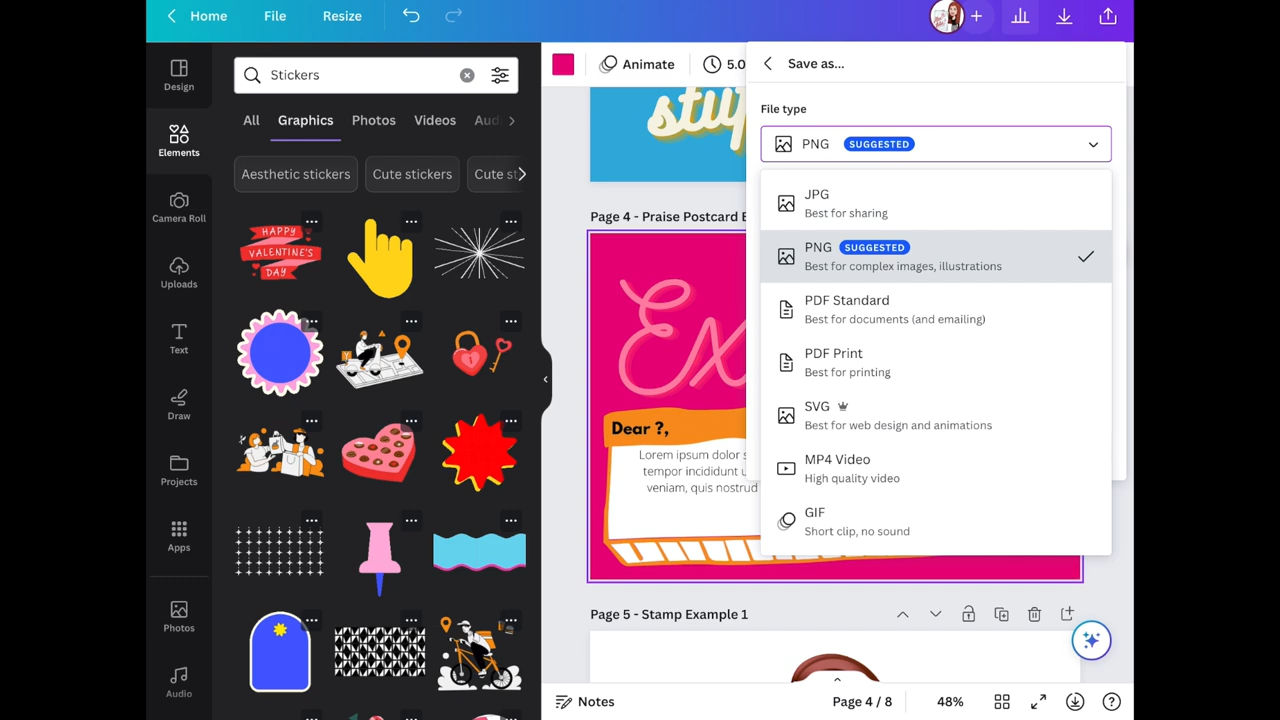 Home
File
Resize
Design
Elements
Camera Roll
Uploads
Text
Draw
Projects
Apps
Photos
Audio
Stickers
All
Graphics
Photos
Videos
Aud
Aesthetic stickers
Cute stickers
Cute st
HAPPY
VALENTINE'S
DAY
Animate
5.0
stuf
Page 4 - Praise Postcard E
Ex
Dear ?,
Lorem ipsum dolor s
tempor incididunt u
veniam, quis nostrud
Save as...
File type
PNG SUGGESTED
JPG
Best for sharing
PNG SUGGESTED
Best for complex images, illustrations
PDF Standard
Best for documents (and emailing)
PDF Print
Best for printing
SVG
Best for web design and animations
MP4 Video
High quality video
GIF
Short clip, no sound
Page 5 - Stamp Example 1
Notes
Page 4 / 8
48%